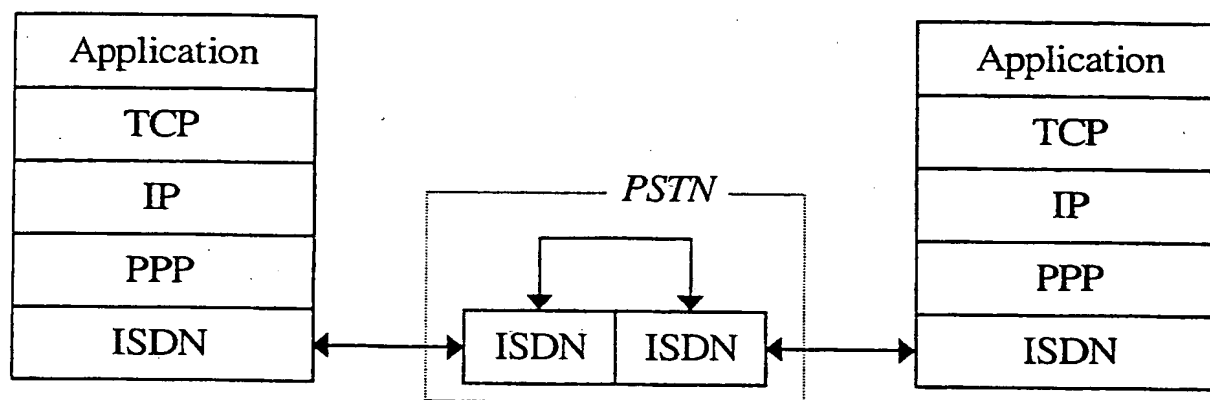 Application
TCP
IP
PPP
ISDN
PSTN
ISDN ISDN
Application
TCP
IP
PPP
ISDN